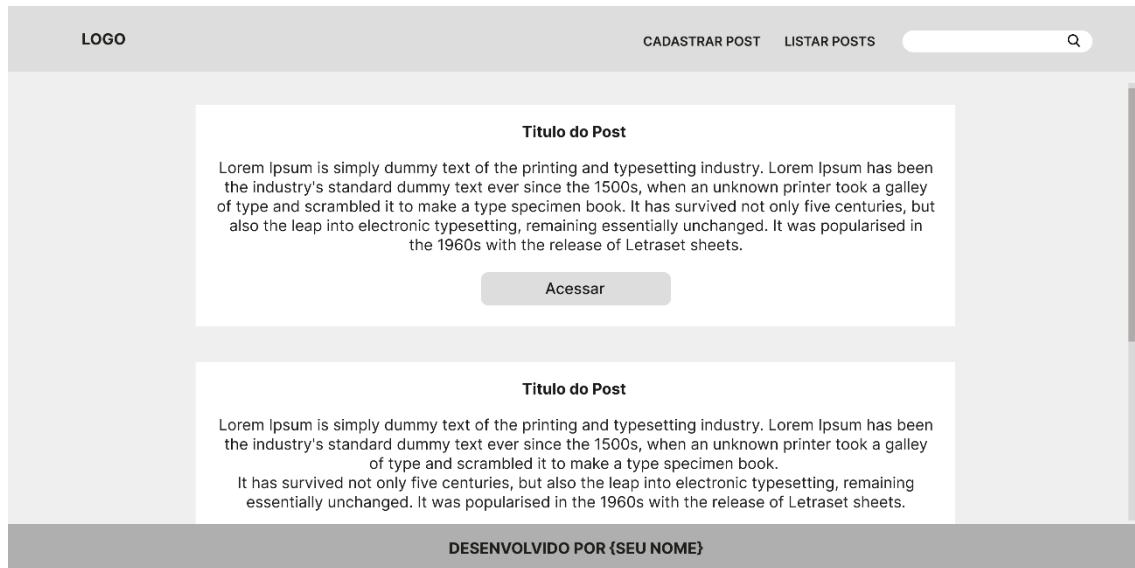 LOGO
CADASTRAR POST
LISTAR POSTS
Titulo do Post
Lorem Ipsum is simply dummy text of the printing and typesetting industry. Lorem Ipsum has been
the industry's standard dummy text ever since the 1500s, when an unknown printer took a galley
of type and scrambled it to make a type specimen book. It has survived not only five centuries, but
also the leap into electronic typesetting, remaining essentially unchanged. It was popularised in
the 1960s with the release of Letraset sheets.
Acessar
Titulo do Post
Lorem Ipsum is simply dummy text of the printing and typesetting industry. Lorem Ipsum has been
the industry's standard dummy text ever since the 1500s, when an unknown printer took a galley
of type and scrambled it to make a type specimen book.
It has survived not only five centuries, but also the leap into electronic typesetting, remaining
essentially unchanged. It was popularised in the 1960s with the release of Letraset sheets.
DESENVOLVIDO POR {SEU NOME}